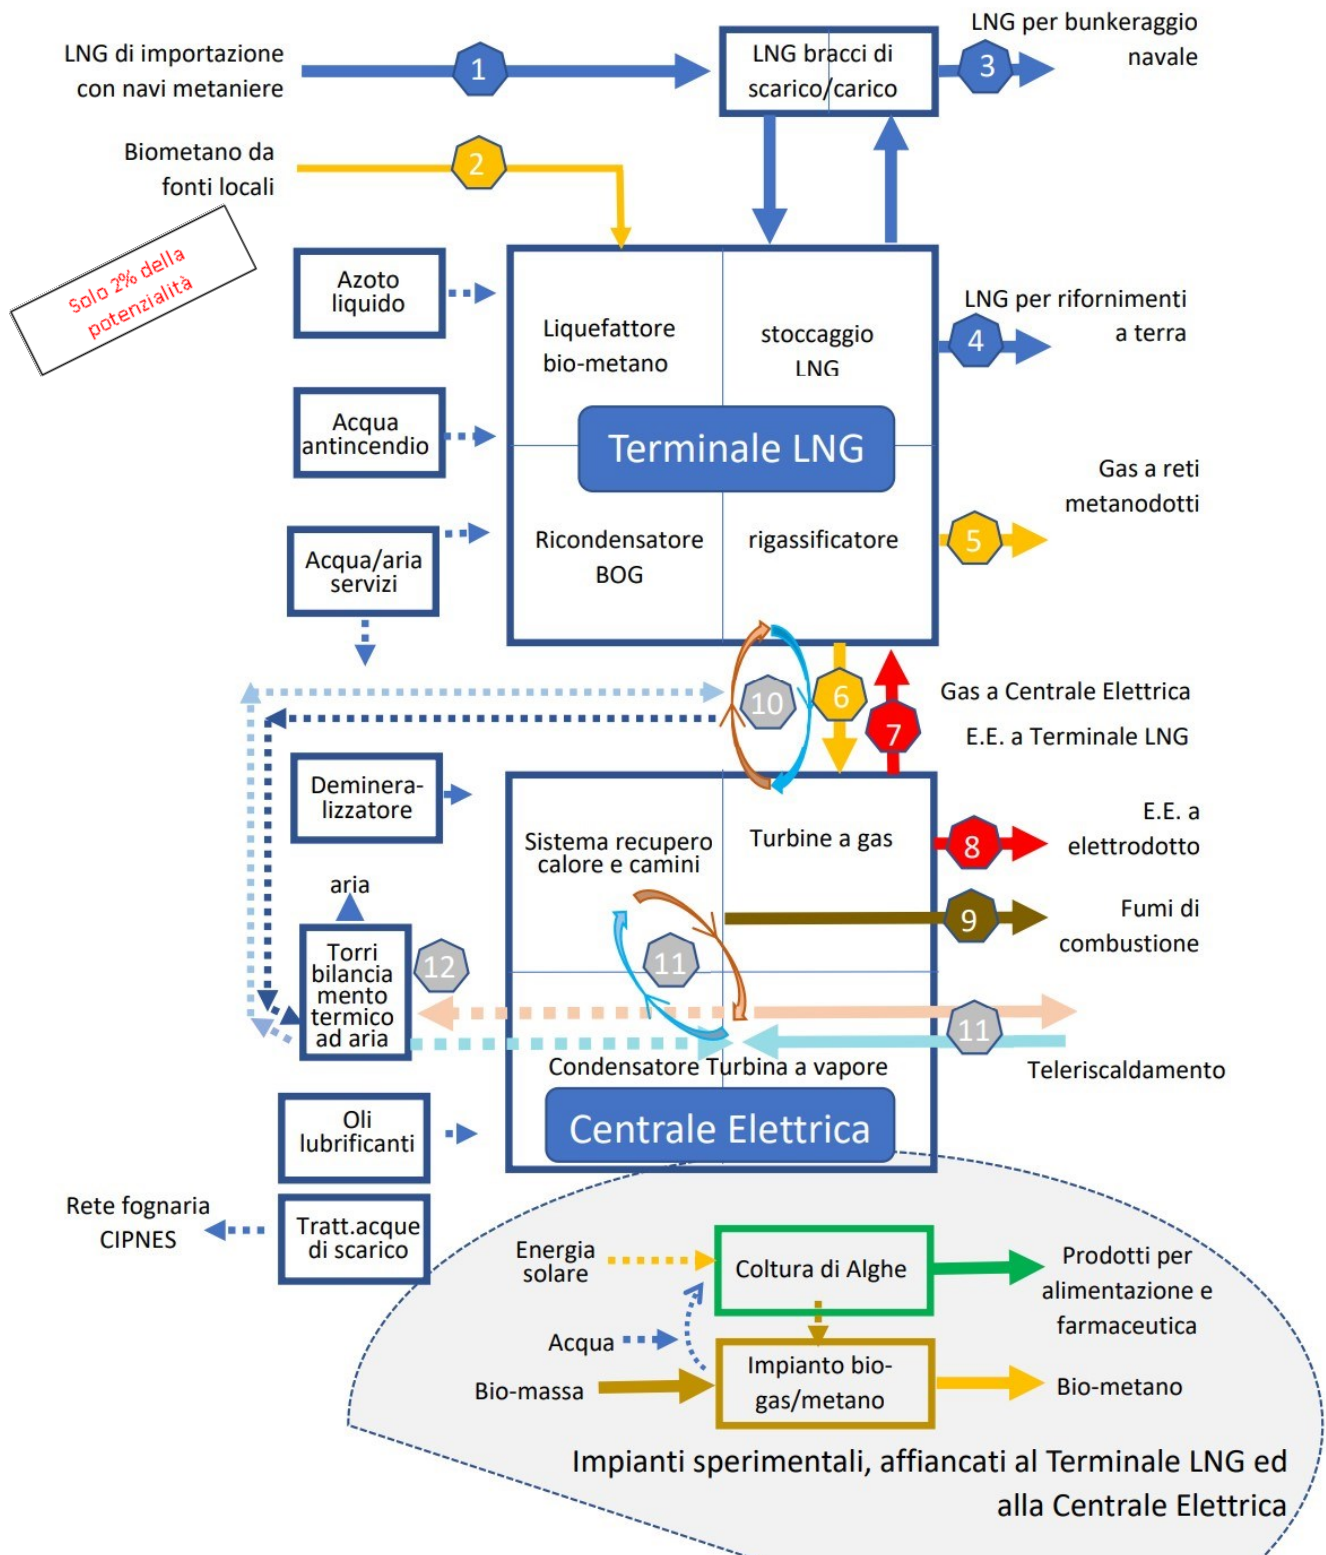 LNG di importazione
con navi metaniere
1
LNG bracci di
scarico/carico
3
LNG per bunkeraggio
navale
Biometano da
fonti locali
2
Solo 2% della
potenzialità
Azoto
liquido
Liquefattore
bio-metano
stoccaggio
LNG
4
LNG per rifornimenti
a terra
Acqua
antincendio
Terminale LNG
Gas a reti
metanodotti
5
Acqua/aria
servizi
Ricondensatore
BOG
rigassificatore
10
6
7
Gas a Centrale Elettrica
E.E. a Terminale LNG
Deminera-
lizzatore
Sistema recupero
calore e camini
Turbine a gas
8
E.E. a
elettrodotto
aria
9
Fumi di
combustione
Torri
bilancia
mento
termico
ad aria
12
11
11
Teleriscaldamento
Condensatore Turbina a vapore
Centrale Elettrica
Oli
lubrificanti
Rete fognaria
CIPNES
Tratt.acque
di scarico
Energia
solare
Coltura di Alghe
Prodotti per
alimentazione e
farmaceutica
Acqua
Bio-massa
Impianto bio-
gas/metano
Bio-metano
Impianti sperimentali, affiancati al Terminale LNG ed
alla Centrale Elettrica